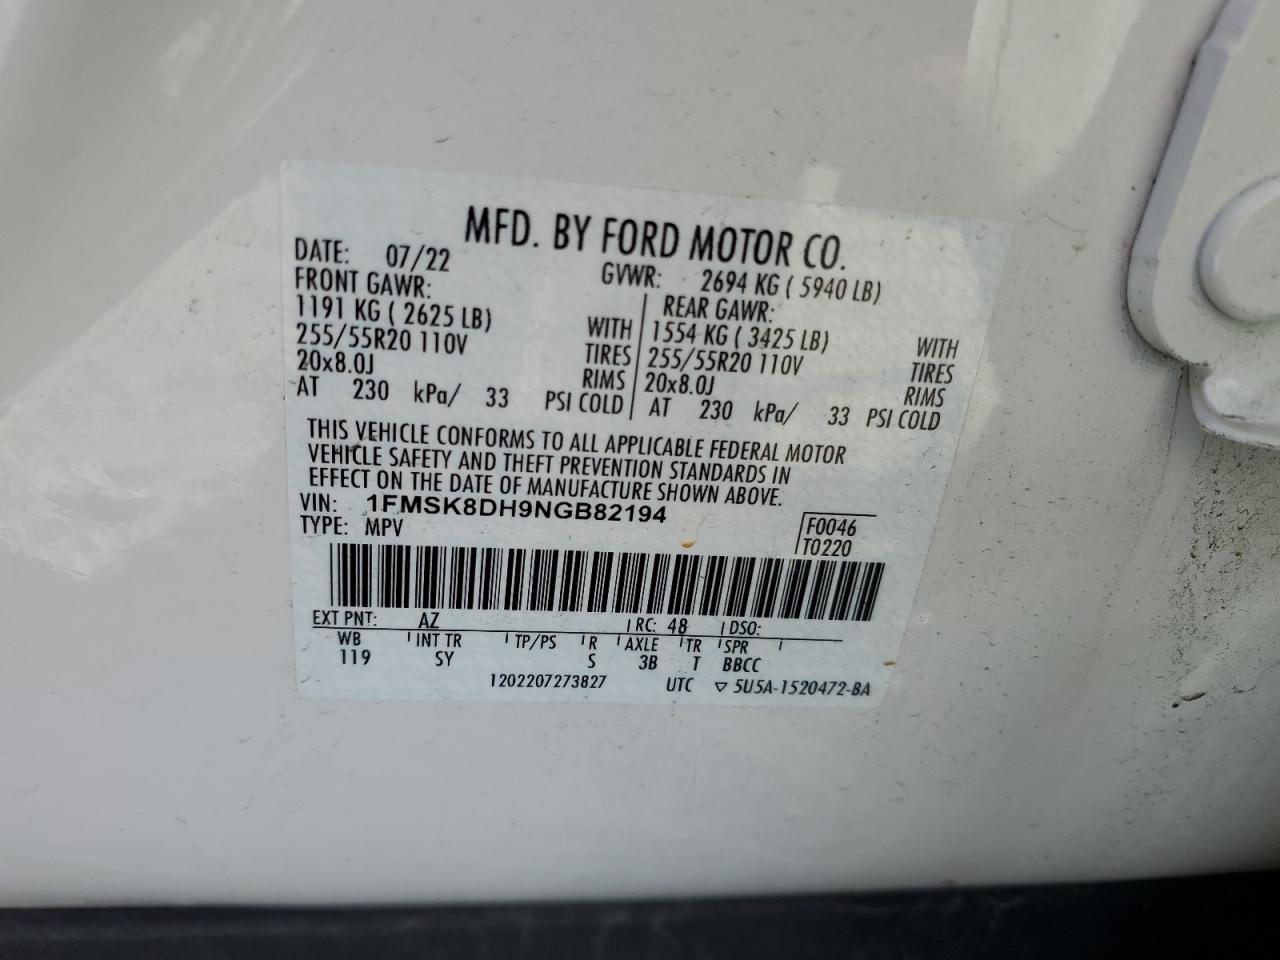 MFD. BY FORD MOTOR CO.
DATE: 07/22 GVWR: 2694 KG ( 5940 LB)
FRONT GAWR: REAR GAWR:
1191 KG ( 2625 LB) WITH 1554 KG ( 3425 LB) WITH
255/55R20 110V TIRES 255/55R20 110V TIRES
20x8.0J RIMS 20x8.0J RIMS
AT 230 kPa/ 33 PSI COLD AT 230 kPa/ 33 PSI COLD
THIS VEHICLE CONFORMS TO ALL APPLICABLE FEDERAL MOTOR
VEHICLE SAFETY AND THEFT PREVENTION STANDARDS IN
EFFECT ON THE DATE OF MANUFACTURE SHOWN ABOVE.
VIN: 1FMSK8DH9NGB82194
TYPE: MPV
F0046
T0220
EXT PNT: AZ RC: 48 DSO:
WB INT TR TP/PS R AXLE TR SPR
119 SY S 3B T BBCC
1202207273827 UTC ▽ 5U5A-1520472-BA